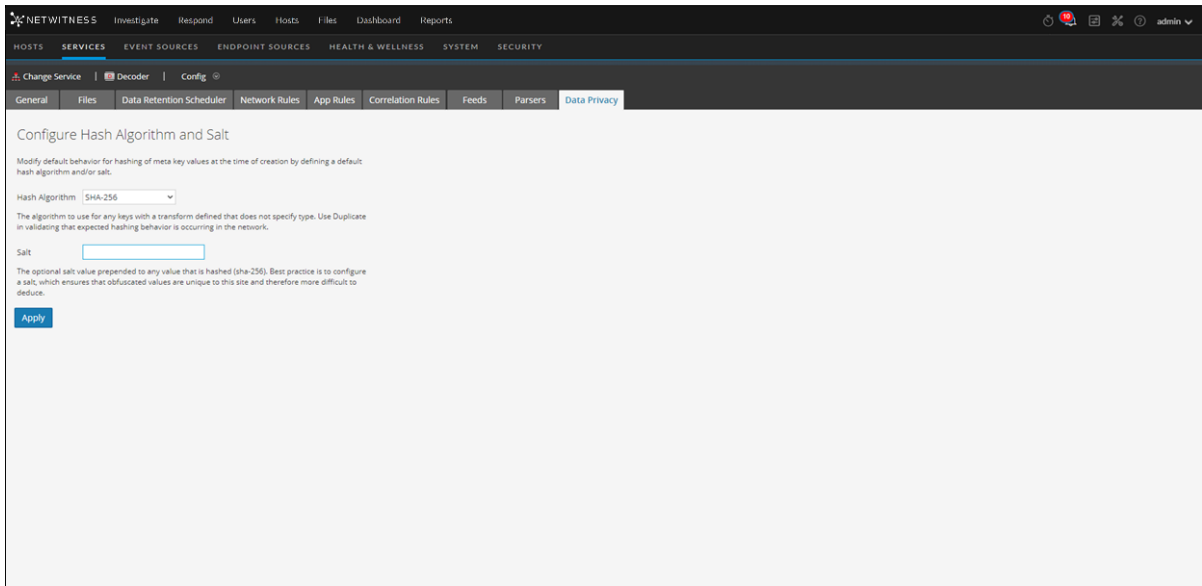 NETWITNESS Investigate Respond Users Hosts Files Dashboard Reports 10 admin
HOSTS SERVICES EVENT SOURCES ENDPOINT SOURCES HEALTH & WELLNESS SYSTEM SECURITY
Change Service | Decoder | Config
General Files Data Retention Scheduler Network Rules App Rules Correlation Rules Feeds Parsers Data Privacy
Configure Hash Algorithm and Salt
Modify default behavior for hashing of meta key values at the time of creation by defining a default
hash algorithm and/or salt.
Hash Algorithm SHA-256
The algorithm to use for any keys with a transform defined that does not specify type. Use Duplicate
in validating that expected hashing behavior is occurring in the network.
Salt
The optional salt value prepended to any value that is hashed (sha-256). Best practice is to configure
a salt, which ensures that obfuscated values are unique to this site and therefore more difficult to
deduce.
Apply